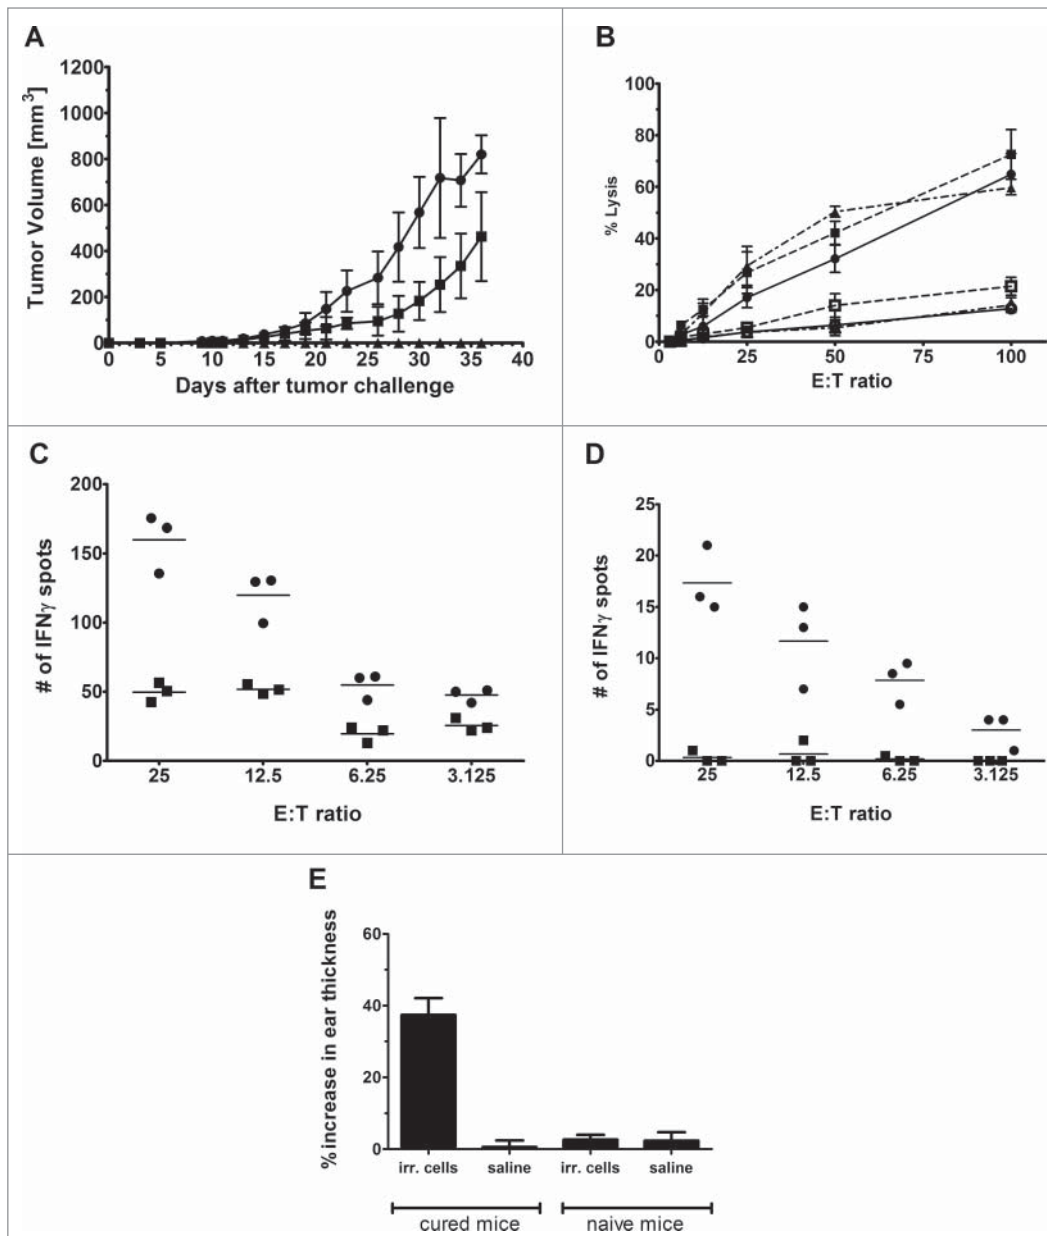 A
Tumor Volume [mm³]
1200
1000
800
600
400
200
0
0 5 10 15 20 25 30 35 40
Days after tumor challenge
B
% Lysis
100
80
60
40
20
0
0 25 50 75 100
E:T ratio
C
# of IFNγ spots
200
150
100
50
0
25 12.5 6.25 3.125
E:T ratio
D
# of IFNγ spots
25
20
15
10
5
0
25 12.5 6.25 3.125
E:T ratio
E
% increase in ear thickness
60
40
20
0
irr. cells saline irr. cells saline
cured mice naive mice